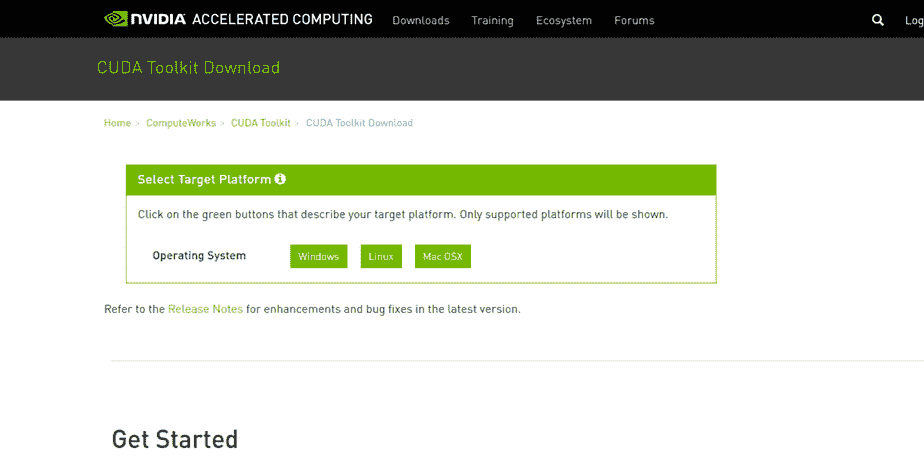 NVIDIA ACCELERATED COMPUTING Downloads Training Ecosystem Forums Log
CUDA Toolkit Download
Home > ComputeWorks > CUDA Toolkit > CUDA Toolkit Download
Select Target Platform
Click on the green buttons that describe your target platform. Only supported platforms will be shown.
Operating System Windows Linux Mac OSX
Refer to the Release Notes for enhancements and bug fixes in the latest version.
Get Started